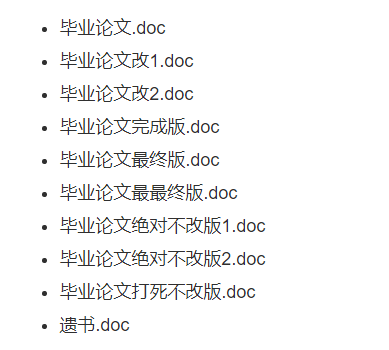 毕业论文.doc
毕业论文改1.doc
毕业论文改2.doc
毕业论文完成版.doc
毕业论文最终版.doc
毕业论文最最终版.doc
毕业论文绝对不改版1.doc
毕业论文绝对不改版2.doc
毕业论文打死不改版.doc
遗书.doc